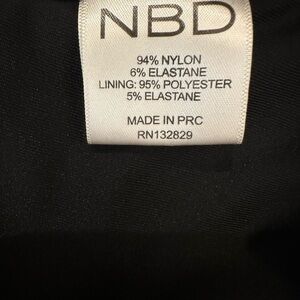 NBD
94% NYLON
6% ELASTANE
LINING: 95% POLYESTER
5% ELASTANE
MADE IN PRC
RN132829